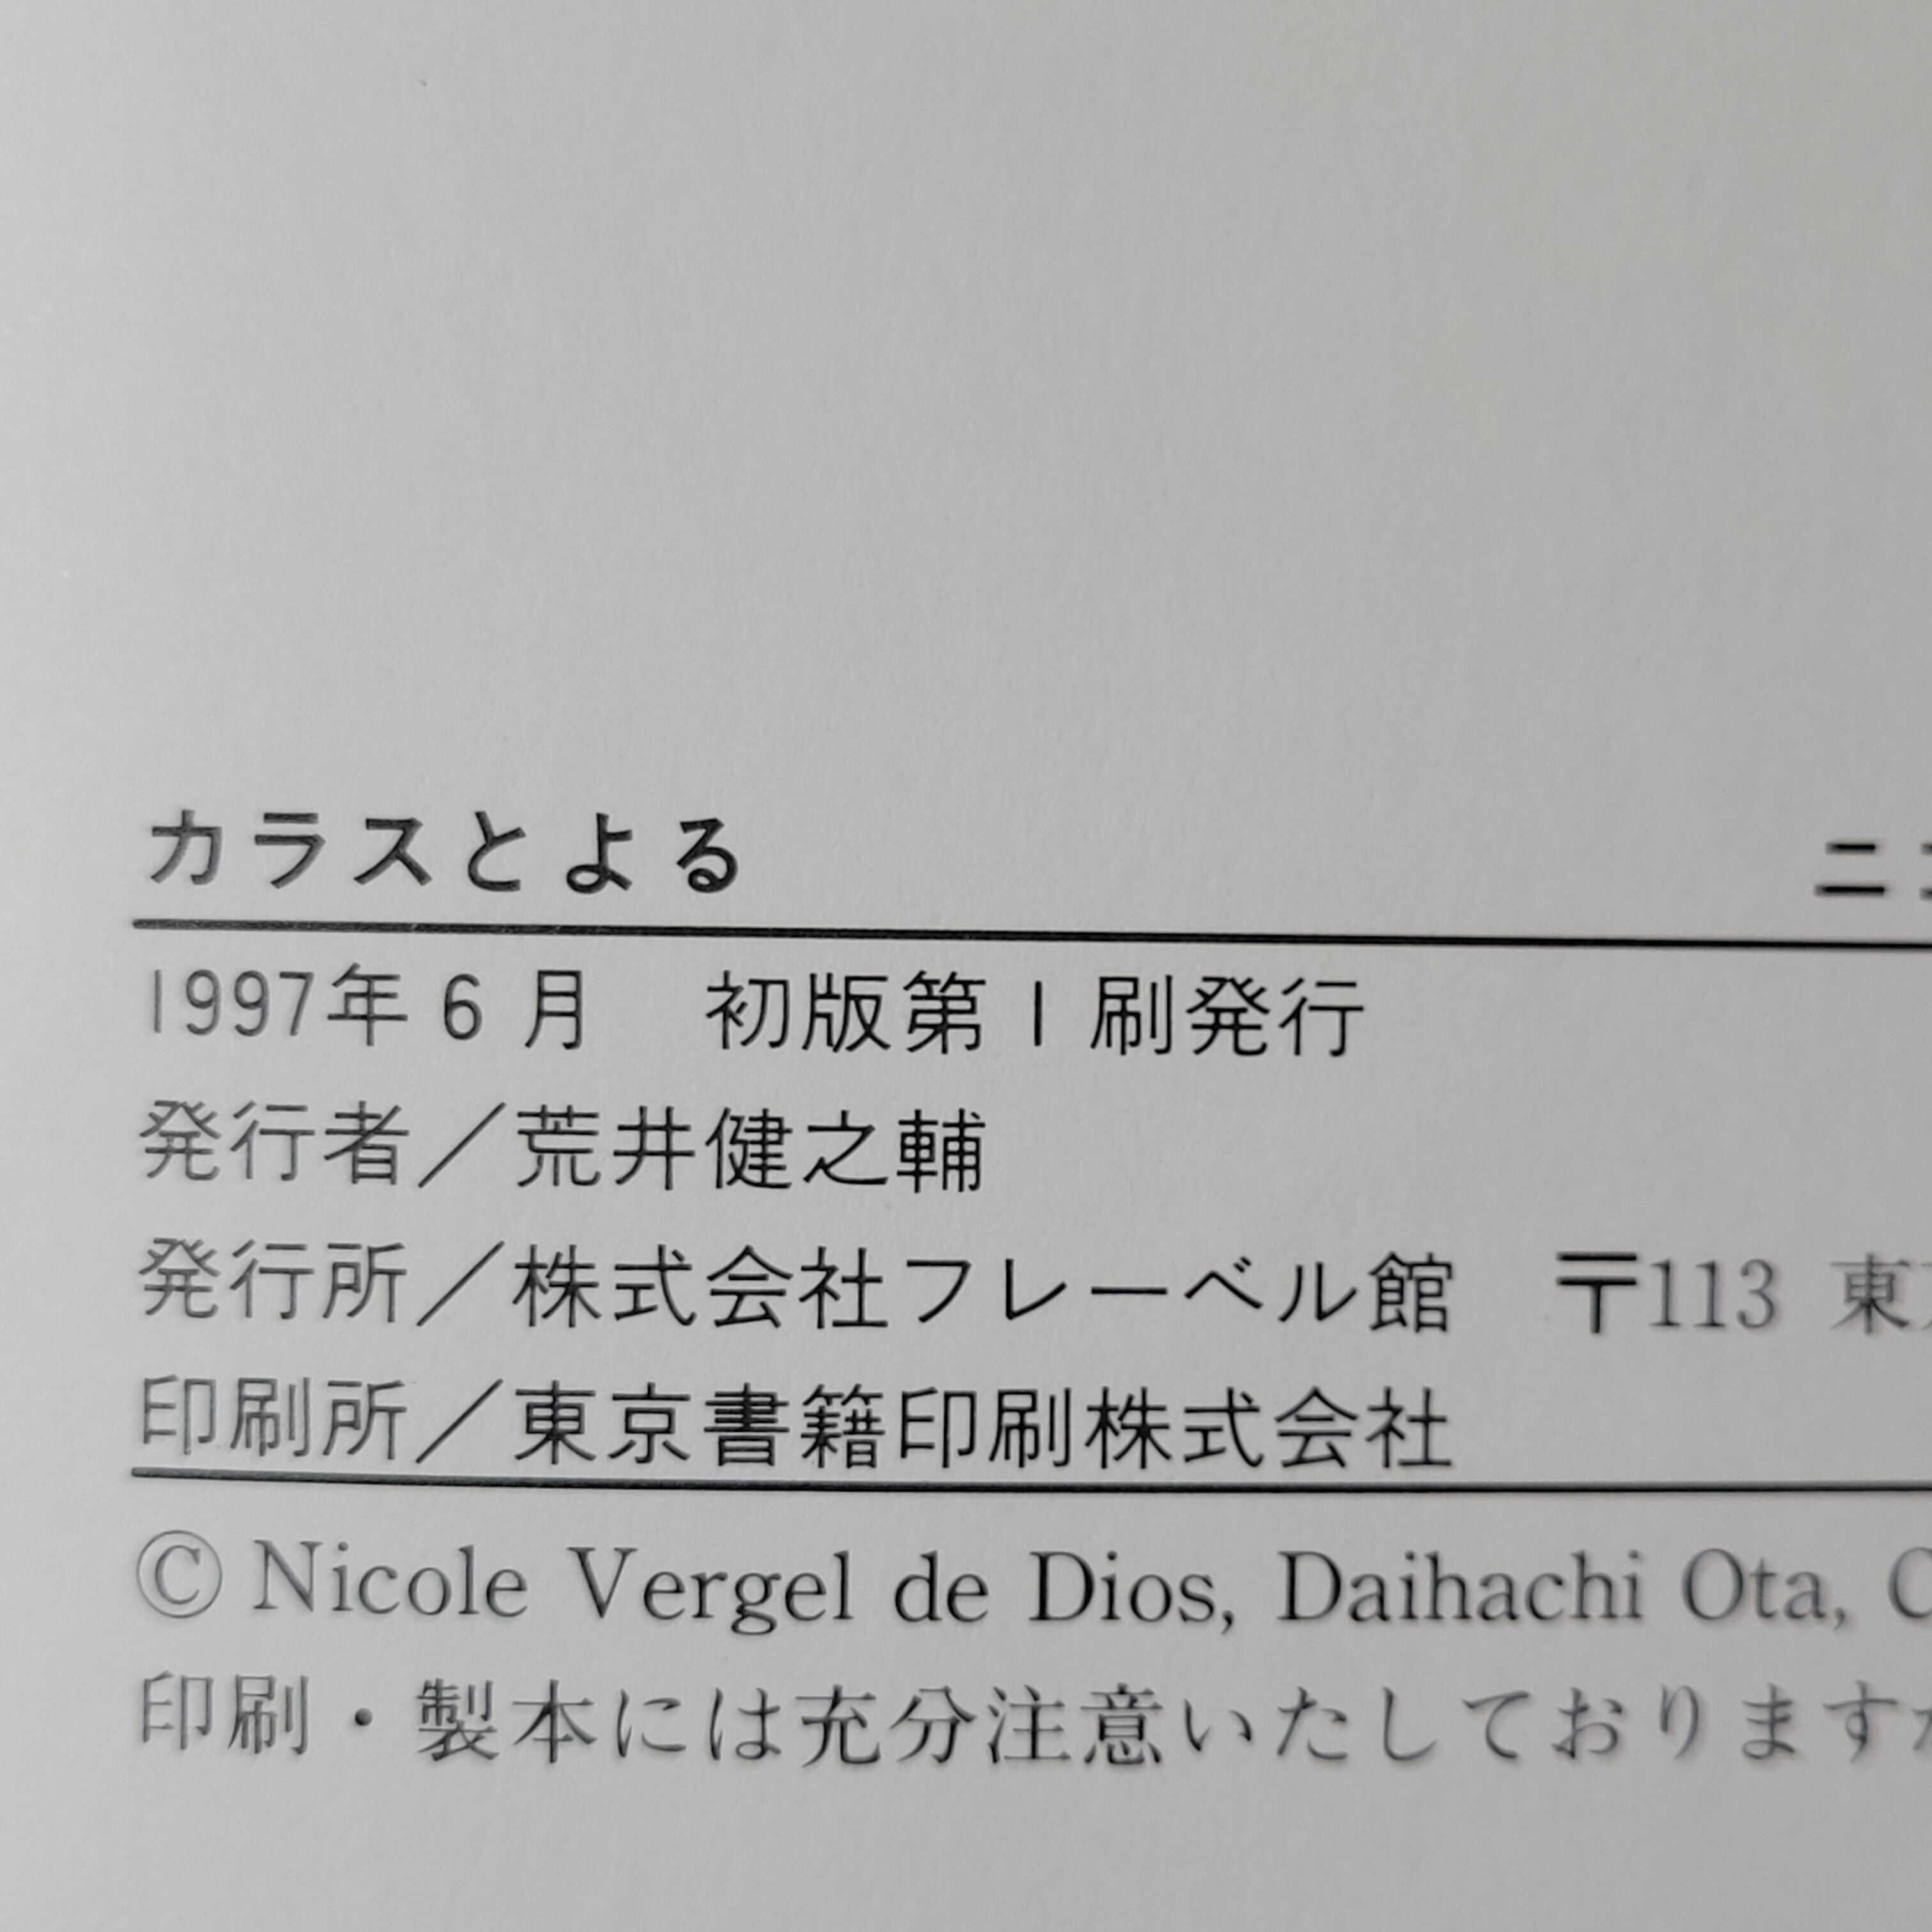 カラスとよる ニ
1997年6月 初版第1刷発行
発行者／荒井健之輔
発行所／株式会社フレーベル館 〒113 東
印刷所／東京書籍印刷株式会社
© Nicole Vergel de Dios, Daihachi Ota,
印刷・製本には充分注意いたしておりますが